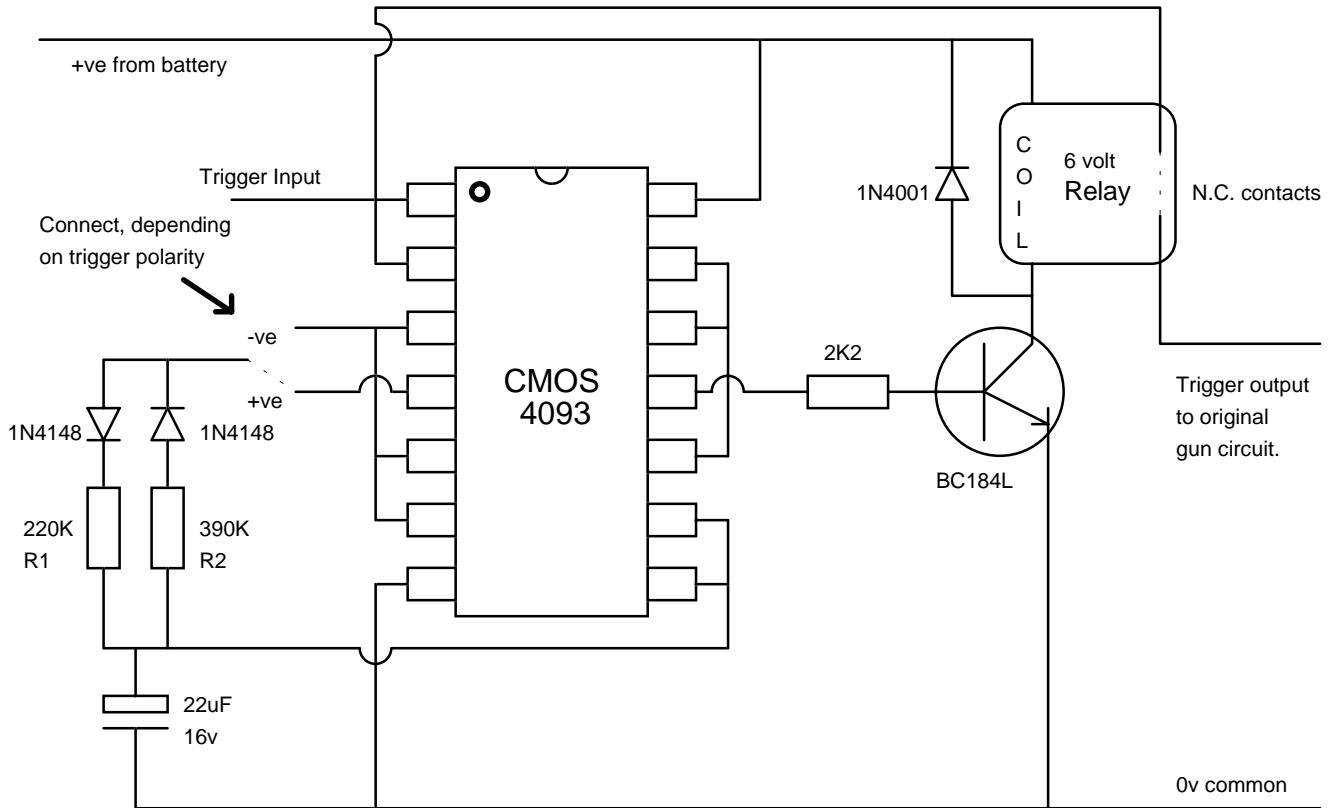 +ve from battery
Trigger Input
Connect, depending
on trigger polarity
-ve
+ve
1N4148
1N4148
220K
R1
390K
R2
22uF
16v
CMOS
4093
1N4001
COIL
6 volt
Relay
N.C. contacts
2K2
BC184L
Trigger output
to original
gun circuit.
0v common